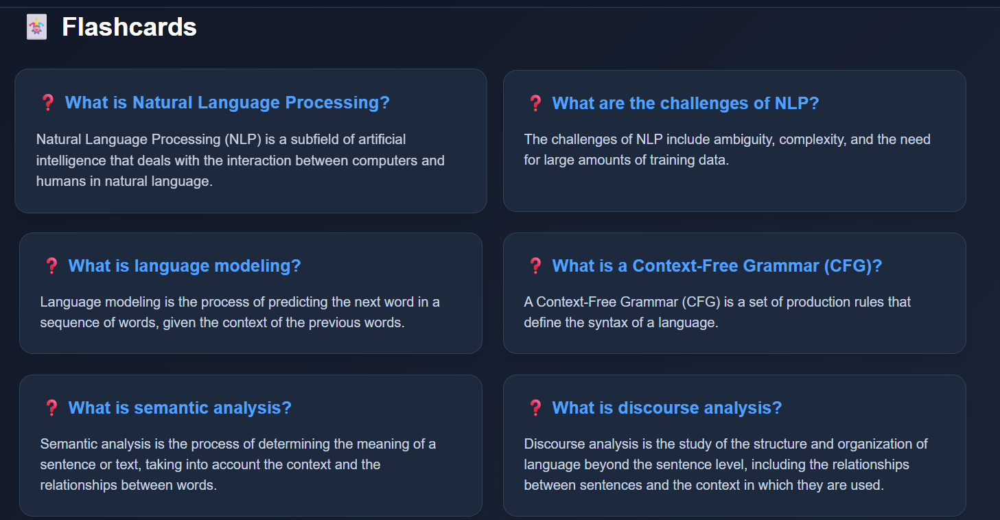 Flashcards
❓ What is Natural Language Processing?
Natural Language Processing (NLP) is a subfield of artificial
intelligence that deals with the interaction between computers and
humans in natural language.
❓ What are the challenges of NLP?
The challenges of NLP include ambiguity, complexity, and the need
for large amounts of training data.
❓ What is language modeling?
Language modeling is the process of predicting the next word in a
sequence of words, given the context of the previous words.
❓ What is a Context-Free Grammar (CFG)?
A Context-Free Grammar (CFG) is a set of production rules that
define the syntax of a language.
❓ What is semantic analysis?
Semantic analysis is the process of determining the meaning of a
sentence or text, taking into account the context and the
relationships between words.
❓ What is discourse analysis?
Discourse analysis is the study of the structure and organization of
language beyond the sentence level, including the relationships
between sentences and the context in which they are used.